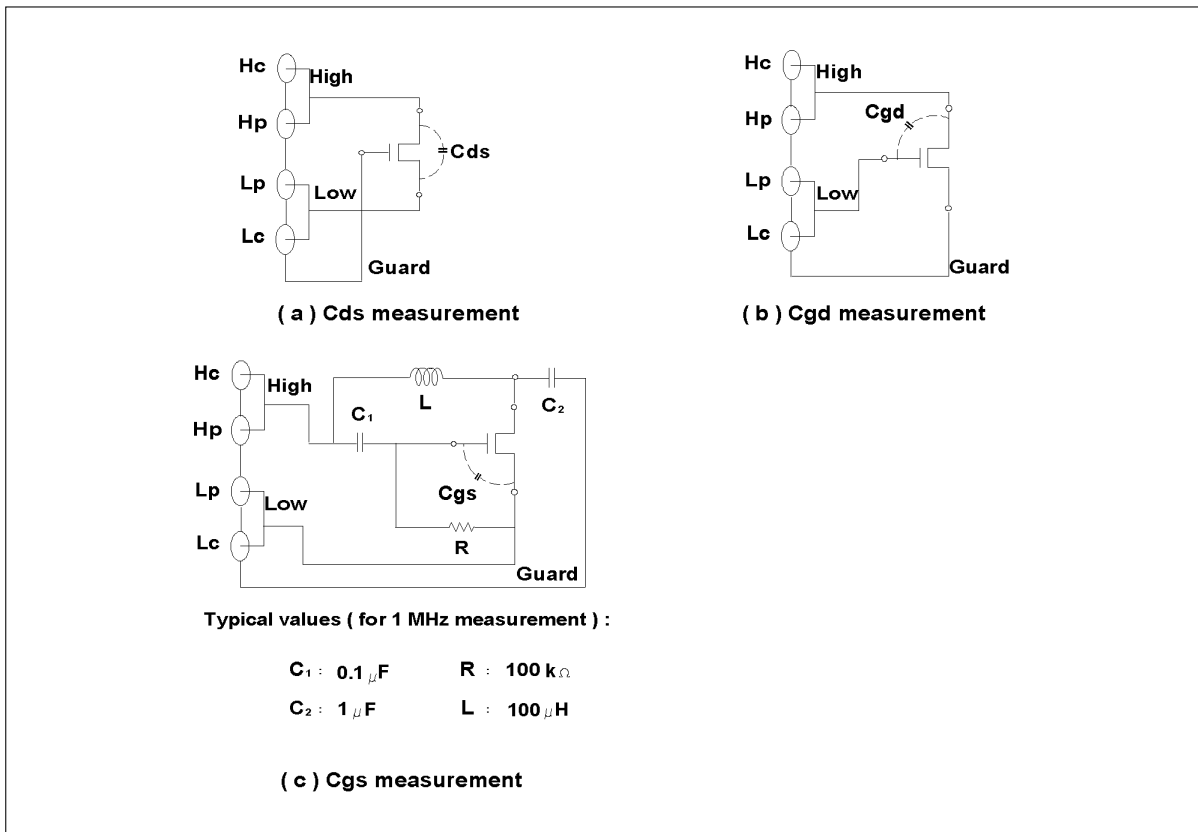 Hc
High
Hp
Cds
Lp
Low
Lc
Guard
( a ) Cds measurement
Hc
High
Cgd
Hp
Lp
Low
Lc
Guard
( b ) Cgd measurement
Hc
High
L
C₂
C₁
Hp
Lp
Cgs
Low
Lc
R
Guard
Typical values ( for 1 MHz measurement ) :
C₁ : 0.1 μF R : 100 kΩ
C₂ : 1 μF L : 100 μH
( c ) Cgs measurement